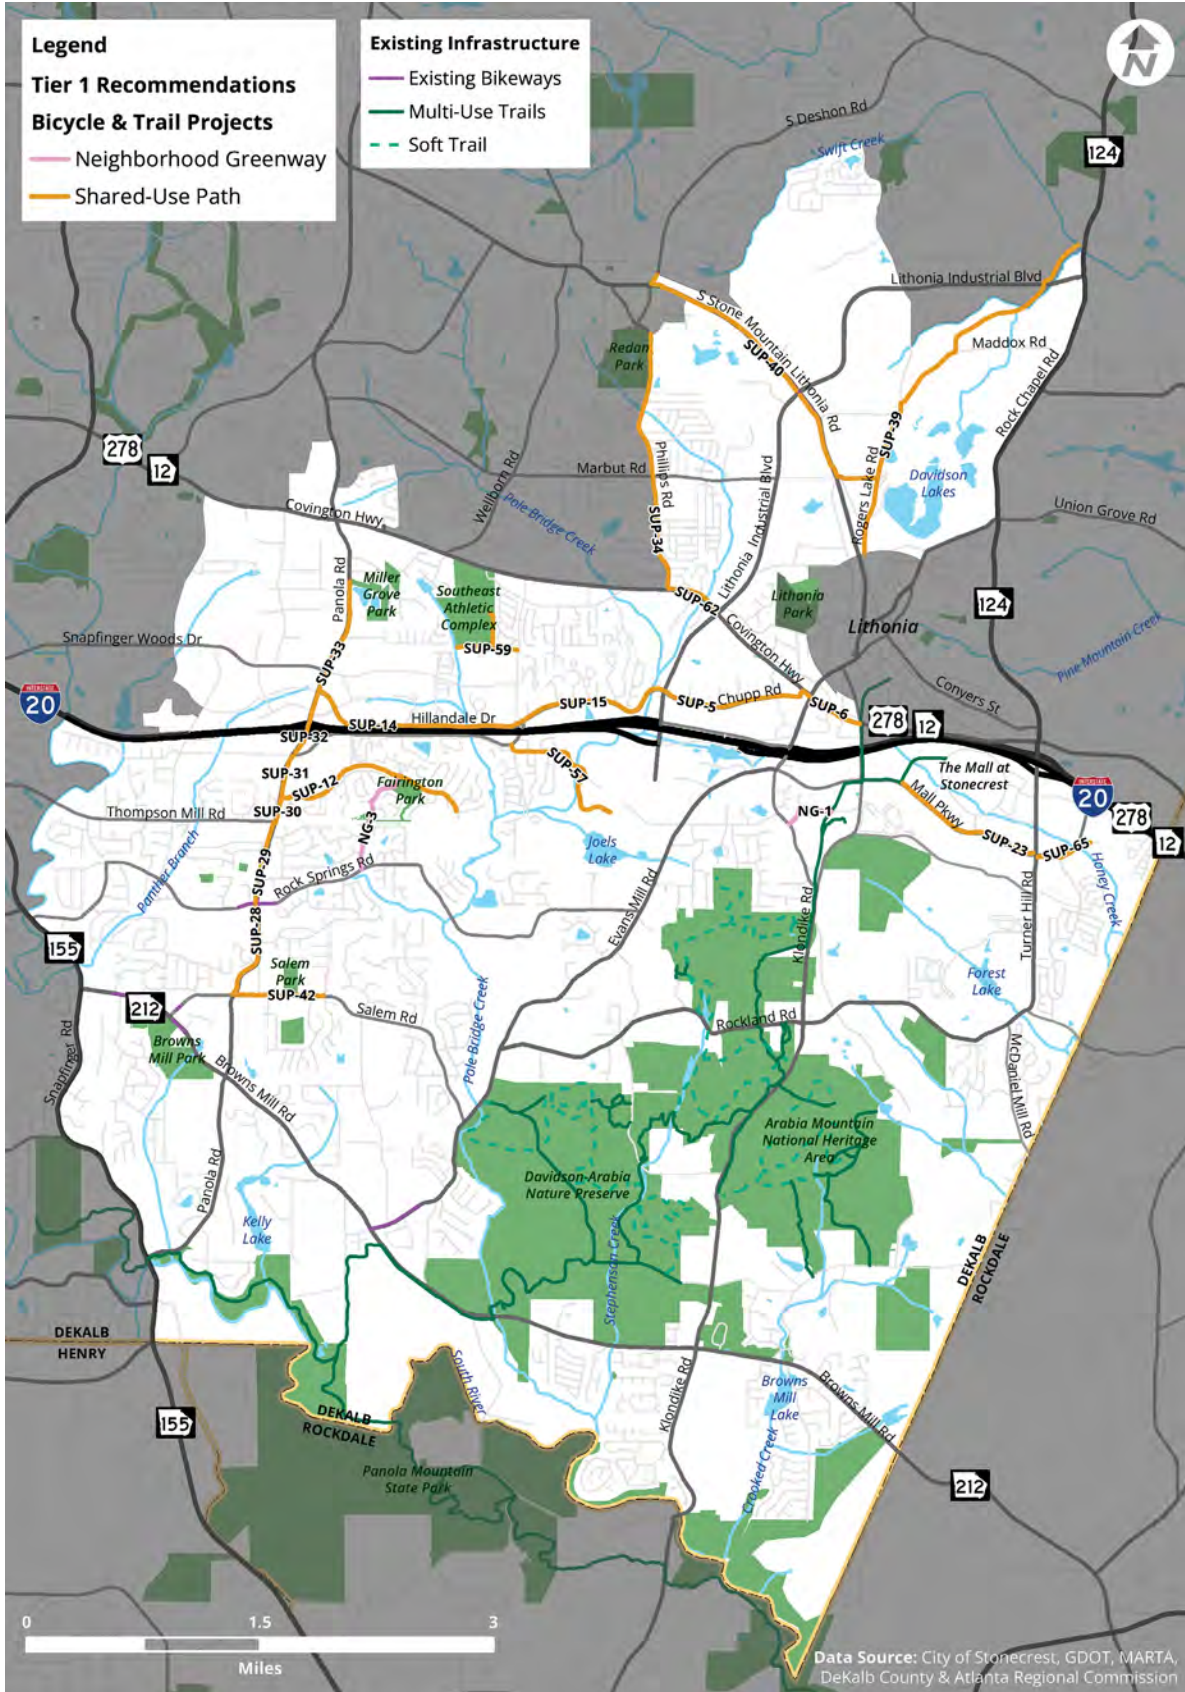 Legend
Tier 1 Recommendations
Bicycle & Trail Projects
Neighborhood Greenway
Shared-Use Path
Existing Infrastructure
Existing Bikeways
Multi-Use Trails
Soft Trail
N
S Deshon Rd
Swift Creek
124
Lithonia Industrial Blvd
S Stone Mountain Lithonia Rd
SUP-40
Redan
Park
Maddox Rd
Rock Chapel Rd
SUP-39
278
12
Wellborn Rd
Marbut Rd
Phillips Rd
Lithonia Industrial Blvd
Rogers Lake Rd
Davidson
Lakes
Covington Hwy
Pole Bridge Creek
SUP-34
Union Grove Rd
Panola Rd
Miller
Grove
Park
Southeast
Athletic
Complex
SUP-62
Lithonia
Park
124
Lithonia
Covington Hwy
Pine Mountain Creek
Snapfinger Woods Dr
SUP-33
SUP-59
INTERSTATE
20
SUP-15
SUP-5
Chupp Rd
SUP-6
Conyers St
SUP-14
Hillandale Dr
278
12
SUP-32
SUP-57
The Mall at
Stonecrest
SUP-31
SUP-12
Fairington
Park
INTERSTATE
20
Mall Pkwy
Thompson Mill Rd
SUP-30
NG-3
NG-1
278
12
SUP-23
SUP-65
Panther Branch
SUP-29
Rock Springs Rd
Joels
Lake
Honey Creek
Evans Mill Rd
Klondike Rd
Turner Hill Rd
155
SUP-28
Salem
Park
Forest
Lake
SUP-42
212
Salem Rd
Pole Bridge Creek
Rockland Rd
Snapfinger Rd
Browns
Mill Park
Browns Mill Rd
McDaniel Mill Rd
Arabia Mountain
National Heritage
Area
Panola Rd
Davidson-Arabia
Nature Preserve
Kelly
Lake
Stephenson Creek
DEKALB
ROCKDALE
DEKALB
HENRY
South River
Klondike Rd
Browns
Mill
Lake
Browns Mill Rd
155
DEKALB
ROCKDALE
Panola Mountain
State Park
Crooked Creek
212
0
1.5
3
Miles
Data Source: City of Stonecrest, GDOT, MARTA,
DeKalb County & Atlanta Regional Commission